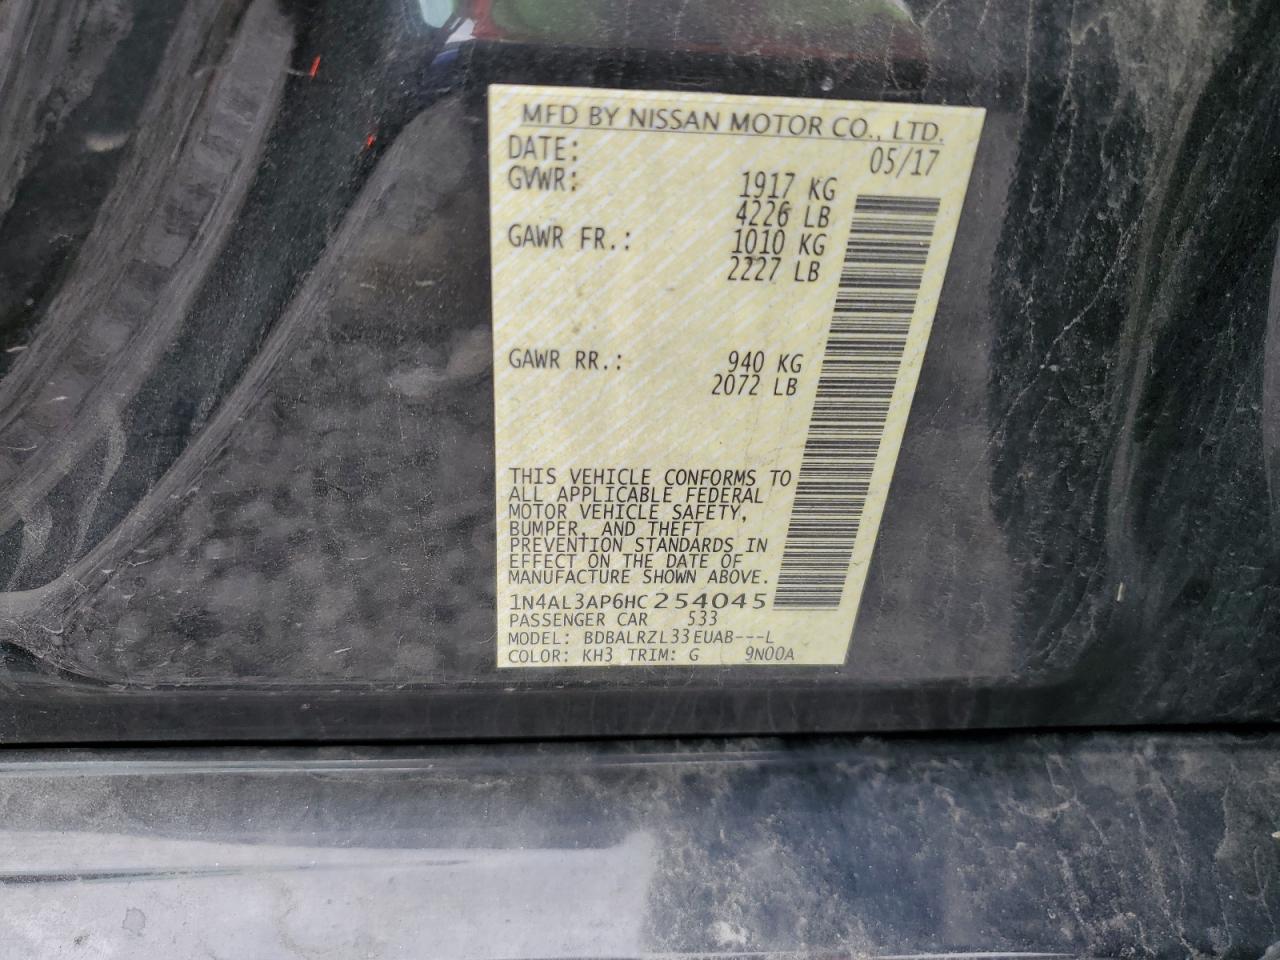 MFD BY NISSAN MOTOR CO., LTD.
DATE: 05/17
GVWR: 1917 KG
4226 LB
GAWR FR.: 1010 KG
2227 LB
GAWR RR.: 940 KG
2072 LB
THIS VEHICLE CONFORMS TO
ALL APPLICABLE FEDERAL
MOTOR VEHICLE SAFETY,
BUMPER, AND THEFT
PREVENTION STANDARDS IN
EFFECT ON THE DATE OF
MANUFACTURE SHOWN ABOVE.
1N4AL3AP6HC254045
PASSENGER CAR 533
MODEL: BDBALRZL33EUAB---L
COLOR: KH3 TRIM: G 9N00A